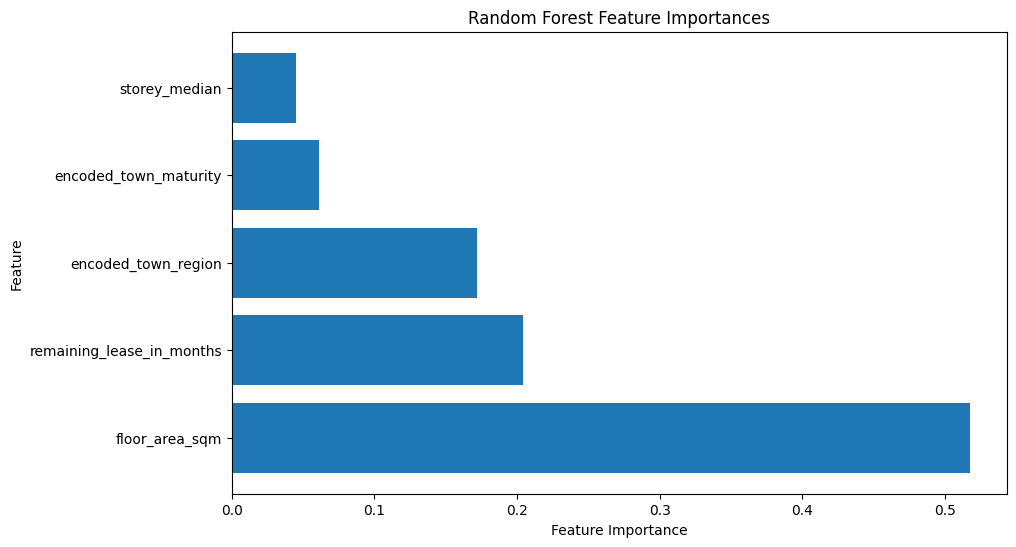 Random Forest Feature Importances
Feature
storey_median
encoded_town_maturity
encoded_town_region
remaining_lease_in_months
floor_area_sqm
0.0 0.1 0.2 0.3 0.4 0.5
Feature Importance